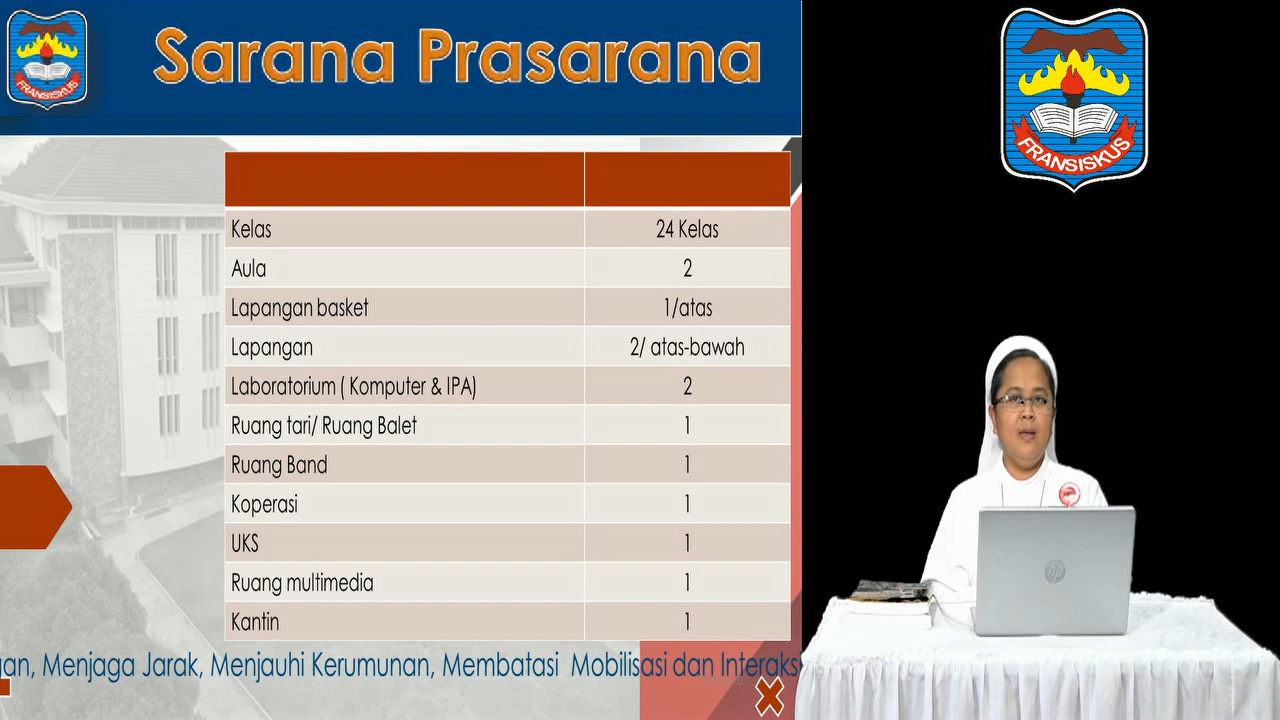 FRANSISKUS
Sarana Prasarana
FRANSISKUS
Kelas 24 Kelas
Aula 2
Lapangan basket 1/atas
Lapangan 2/ atas-bawah
Laboratorium ( Komputer & IPA) 2
Ruang tari/ Ruang Balet 1
Ruang Band 1
Koperasi 1
UKS 1
Ruang multimedia 1
Kantin 1
Menjaga Jarak, Menjauhi Kerumunan, Membatasi Mobilisasi dan Interaks
hp